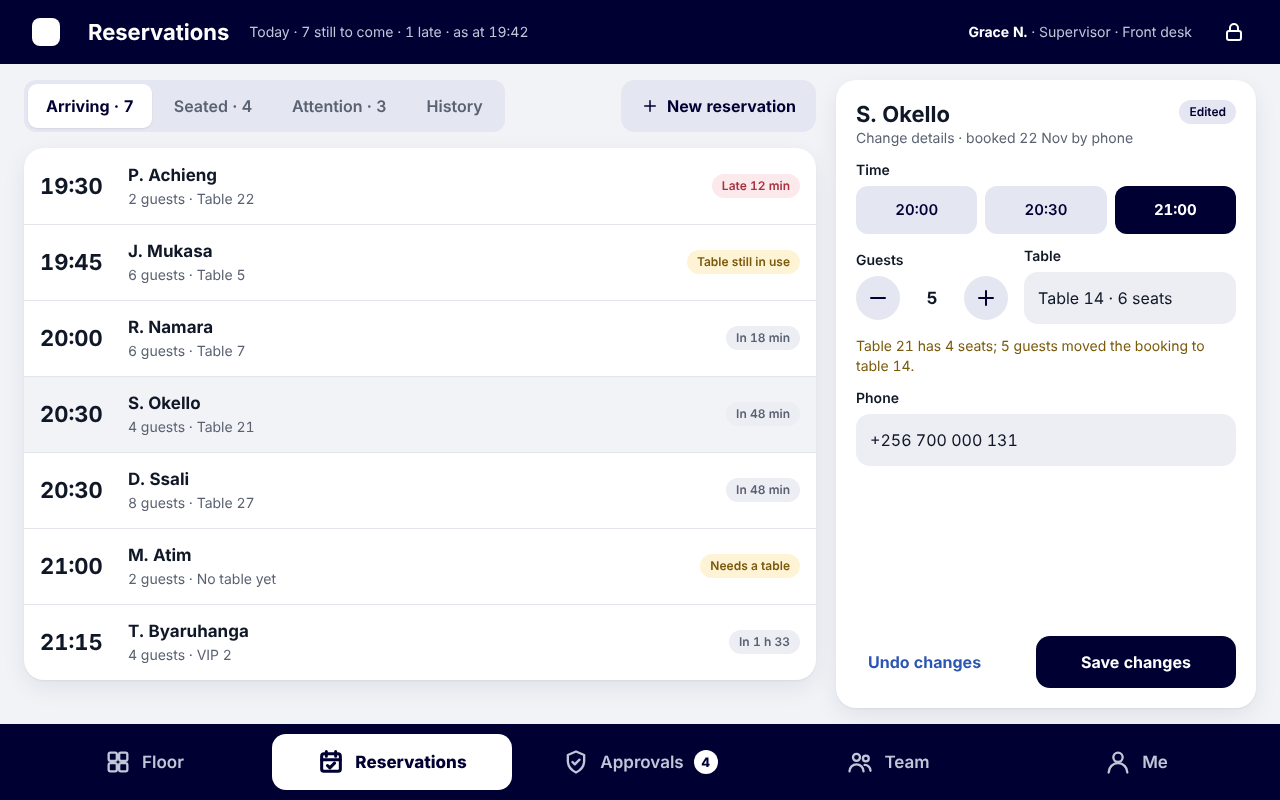 Reservations
Today · 7 still to come · 1 late · as at 19:42
Grace N. · Supervisor · Front desk
Arriving · 7
Seated · 4
Attention · 3
History
+ New reservation
19:30
P. Achieng
2 guests · Table 22
Late 12 min
19:45
J. Mukasa
6 guests · Table 5
Table still in use
20:00
R. Namara
6 guests · Table 7
In 18 min
20:30
S. Okello
4 guests · Table 21
In 48 min
20:30
D. Ssali
8 guests · Table 27
In 48 min
21:00
M. Atim
2 guests · No table yet
Needs a table
21:15
T. Byaruhanga
4 guests · VIP 2
In 1 h 33
S. Okello
Edited
Change details · booked 22 Nov by phone
Time
20:00
20:30
21:00
Guests
5
Table
Table 14 · 6 seats
Table 21 has 4 seats; 5 guests moved the booking to
table 14.
Phone
+256 700 000 131
Undo changes
Save changes
Floor
Reservations
Approvals 4
Team
Me